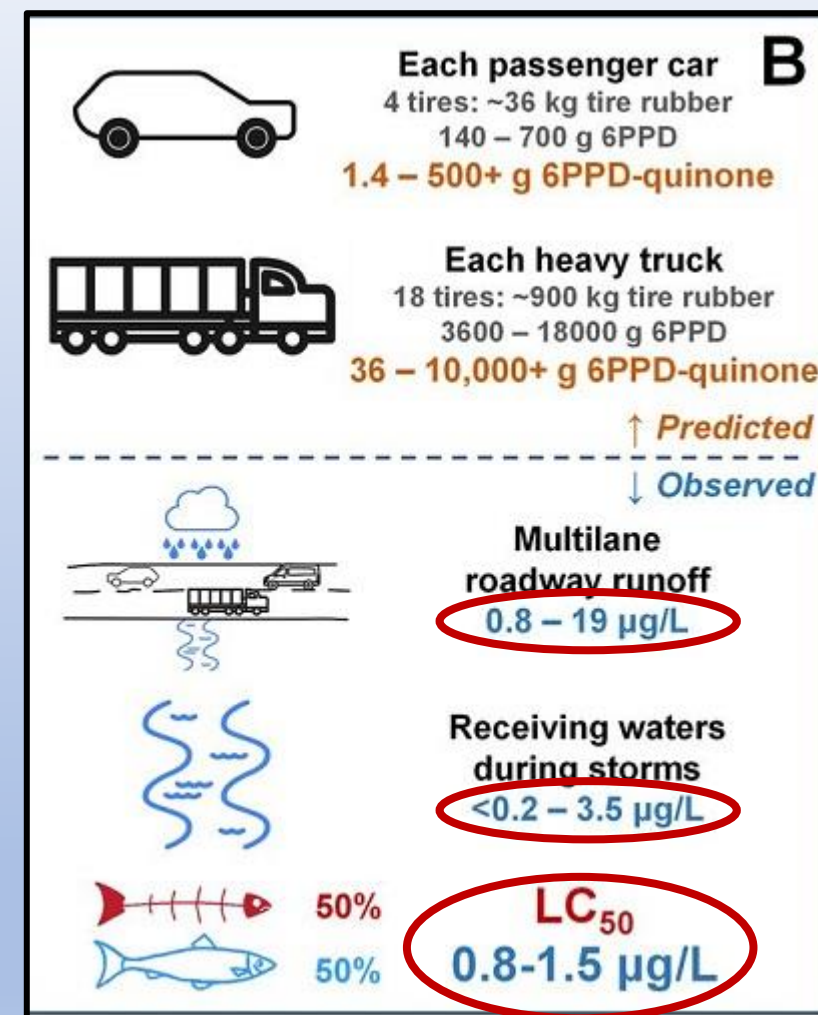 B
Each passenger car
4 tires: ~36 kg tire rubber
140 – 700 g 6PPD
1.4 – 500+ g 6PPD-quinone
Each heavy truck
18 tires: ~900 kg tire rubber
3600 – 18000 g 6PPD
36 – 10,000+ g 6PPD-quinone
↑ Predicted
↓ Observed
Multilane
roadway runoff
0.8 – 19 µg/L
Receiving waters
during storms
<0.2 – 3.5 µg/L
50%
50%
LC₅₀
0.8-1.5 µg/L